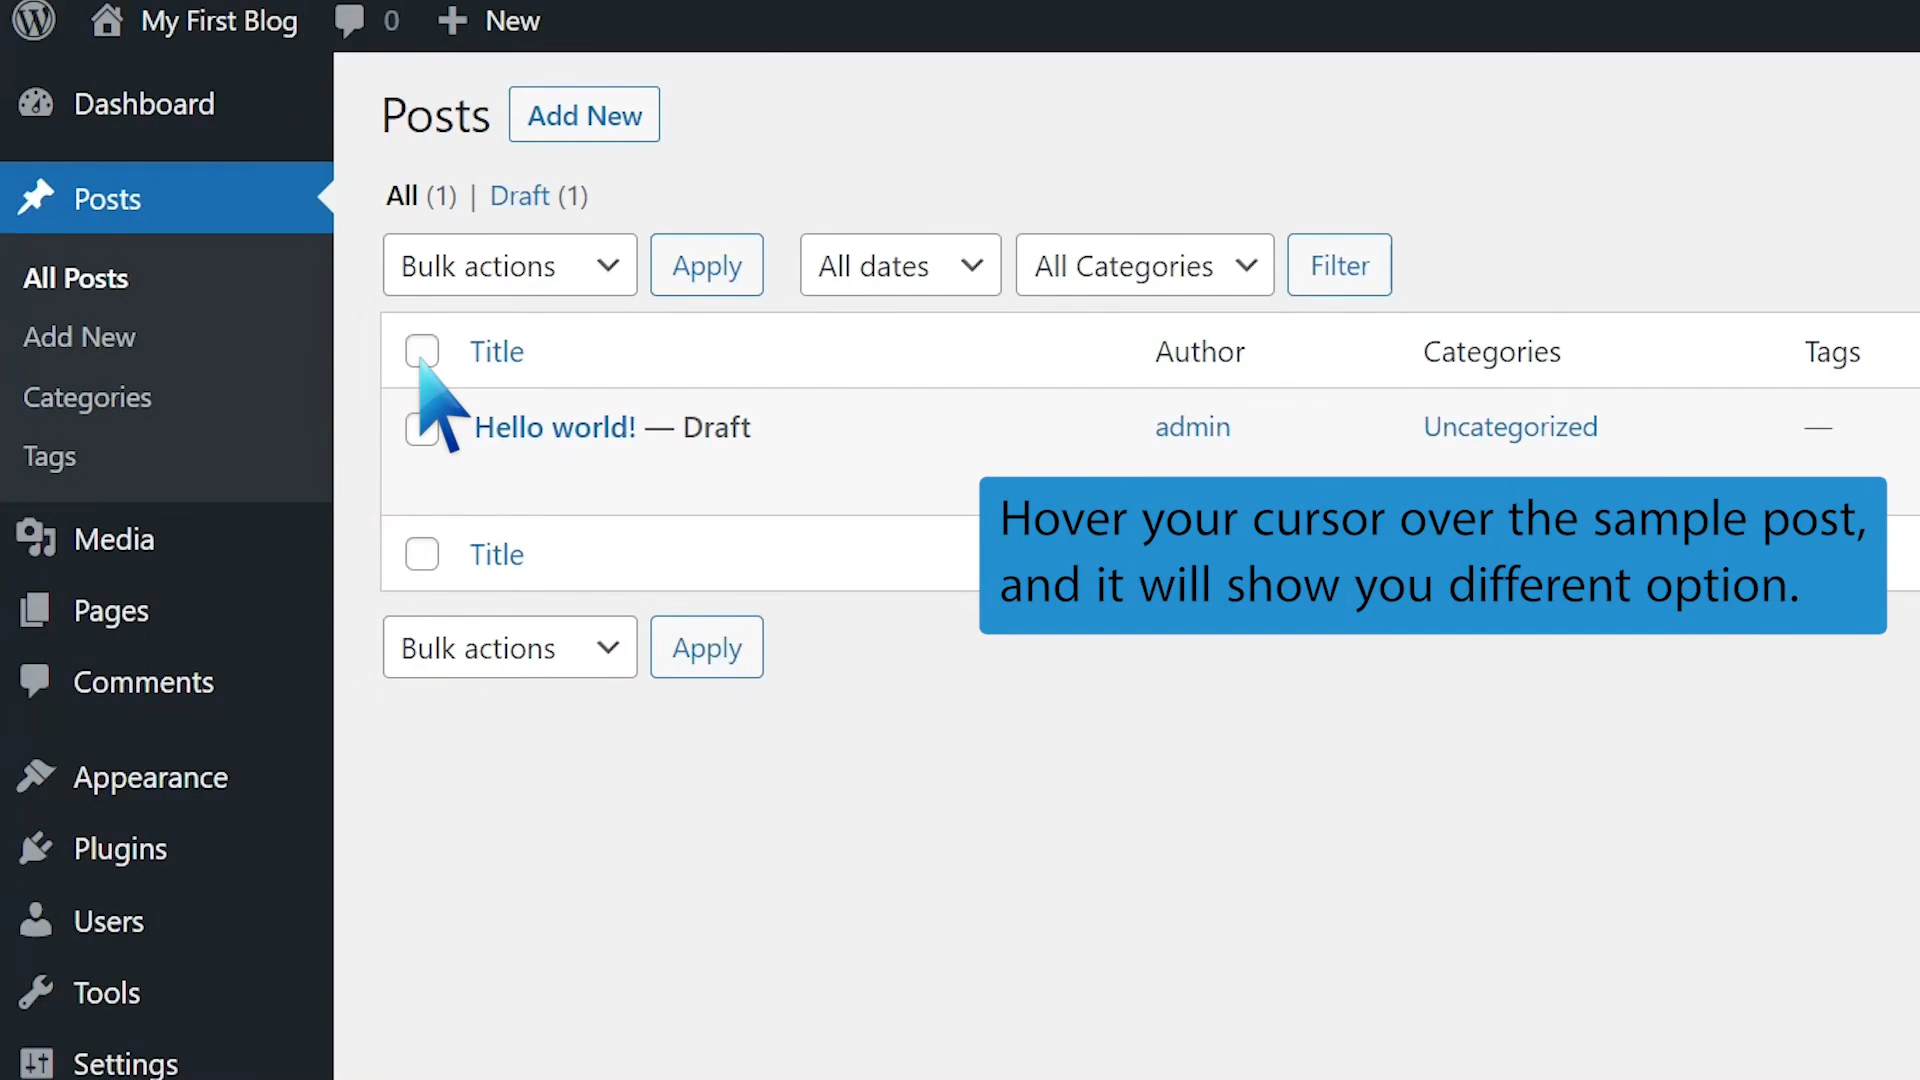 My First Blog 0 New
Dashboard
Posts
All Posts
Add New
Categories
Tags
Media
Pages
Comments
Appearance
Plugins
Users
Tools
Settings
Posts Add New
All (1) | Draft (1)
Bulk actions Apply All dates All Categories Filter
Title Author Categories Tags
Hello world! — Draft admin Uncategorized —
Title
Bulk actions Apply
Hover your cursor over the sample post,
and it will show you different option.